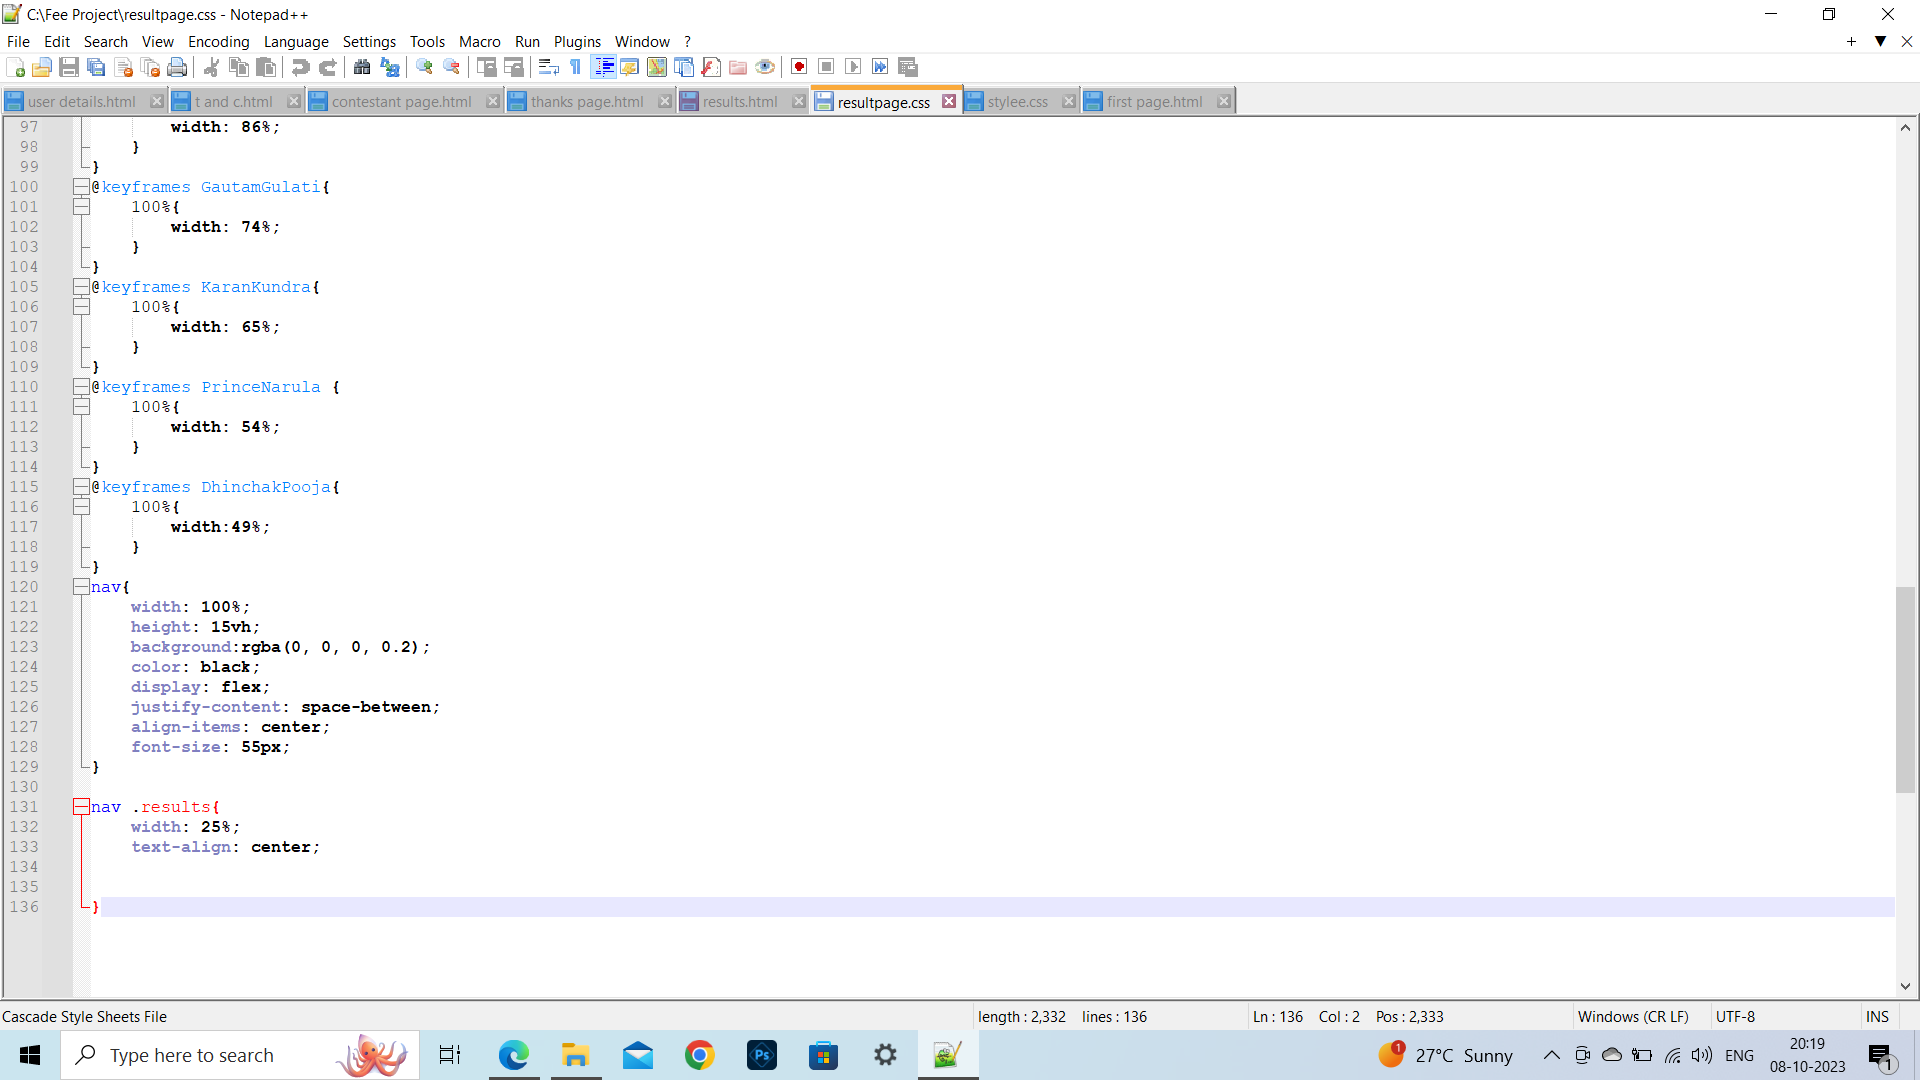 C:\Fee Project\resultpage.css - Notepad++
File Edit Search View Encoding Language Settings Tools Macro Run Plugins Window ?
user details.html t and c.html contestant page.html thanks page.html results.html resultpage.css stylee.css first page.html
97 width: 86%;
98 }
99 }
100 @keyframes GautamGulati{
101 100%{
102 width: 74%;
103 }
104 }
105 @keyframes KaranKundra{
106 100%{
107 width: 65%;
108 }
109 }
110 @keyframes PrinceNarula {
111 100%{
112 width: 54%;
113 }
114 }
115 @keyframes DhinchakPooja{
116 100%{
117 width:49%;
118 }
119 }
120 nav{
121 width: 100%;
122 height: 15vh;
123 background:rgba(0, 0, 0, 0.2);
124 color: black;
125 display: flex;
126 justify-content: space-between;
127 align-items: center;
128 font-size: 55px;
129 }
130
131 nav .results{
132 width: 25%;
133 text-align: center;
134
135
136 }
Cascade Style Sheets File length : 2,332 lines : 136 Ln : 136 Col : 2 Pos : 2,333 Windows (CR LF) UTF-8 INS
Type here to search Ps 1 27°C Sunny ENG 20:19
08-10-2023 1